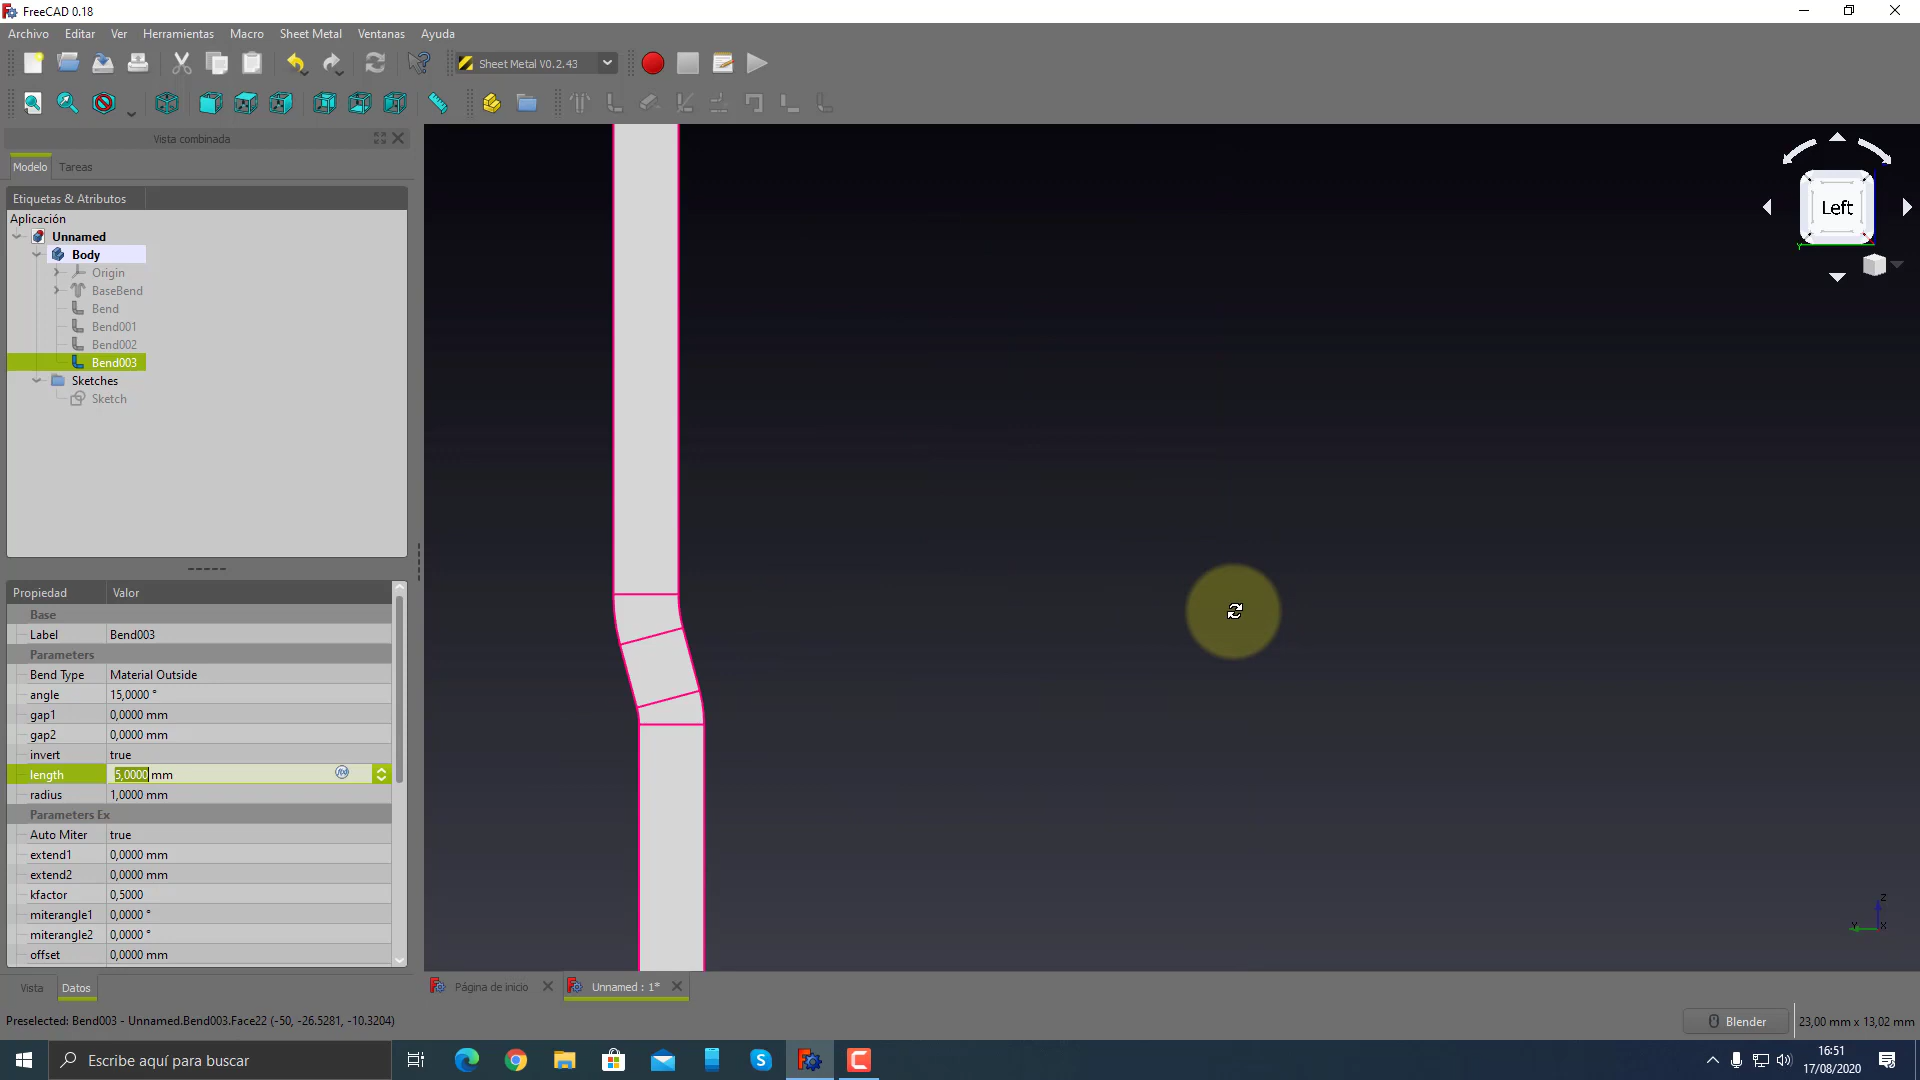 FreeCAD 0.18
Archivo Editar Ver Herramientas Macro Sheet Metal Ventanas Ayuda
Sheet Metal V0.2.43
Vista combinada
Modelo Tareas
Etiquetas & Atributos
Aplicación
Unnamed
Body
Origin
BaseBend
Bend
Bend001
Bend002
Bend003
Sketches
Sketch
Left
Propiedad Valor
Base
Label Bend003
Parameters
Bend Type Material Outside
angle 15,0000 °
gap1 0,0000 mm
gap2 0,0000 mm
invert true
length 5,0000 mm
radius 1,0000 mm
Parameters Ex
Auto Miter true
extend1 0,0000 mm
extend2 0,0000 mm
kfactor 0,5000
miterangle1 0,0000 °
miterangle2 0,0000 °
offset 0,0000 mm
Z
Y X
Vista Datos
Página de inicio Unnamed : 1*
Preselected: Bend003 - Unnamed.Bend003.Face22 (-50, -26.5281, -10.3204)
Blender 23,00 mm x 13,02 mm
Escribe aquí para buscar
16:51
17/08/2020